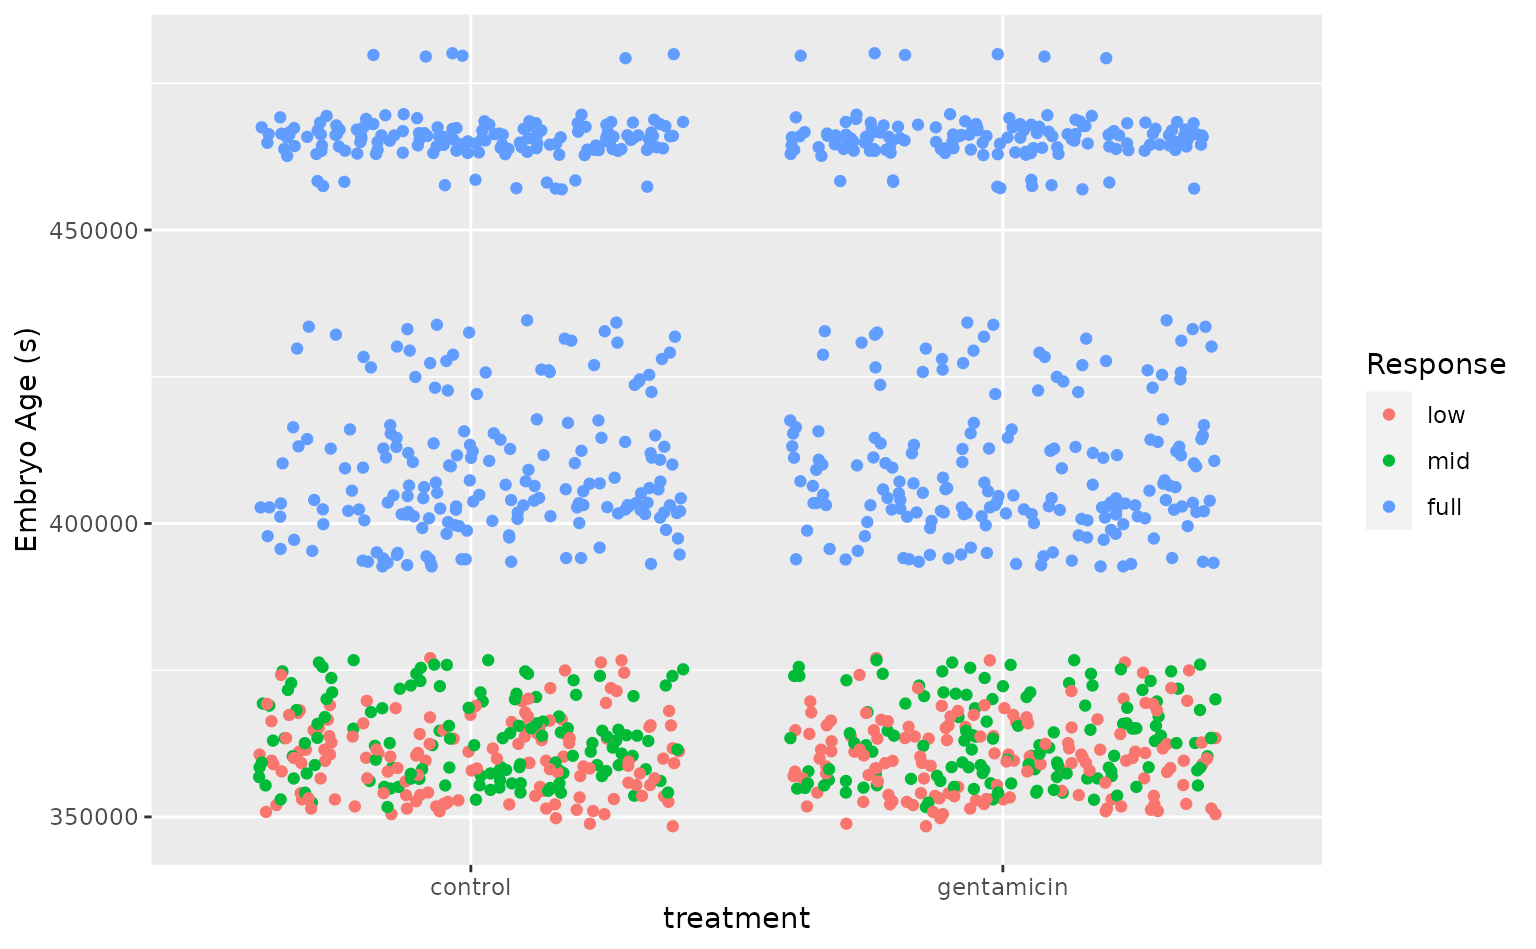 450000
400000
350000
Embryo Age (s)
control
gentamicin
treatment
Response
low
mid
full